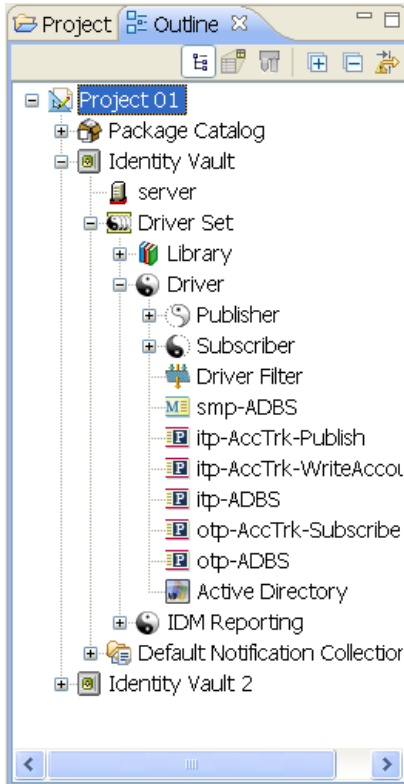 Project Outline
Project 01
Package Catalog
Identity Vault
server
Driver Set
Library
Driver
Publisher
Subscriber
Driver Filter
smp-ADBS
itp-AccTrk-Publish
itp-AccTrk-WriteAccou
itp-ADBS
otp-AccTrk-Subscribe
otp-ADBS
Active Directory
IDM Reporting
Default Notification Collection
Identity Vault 2